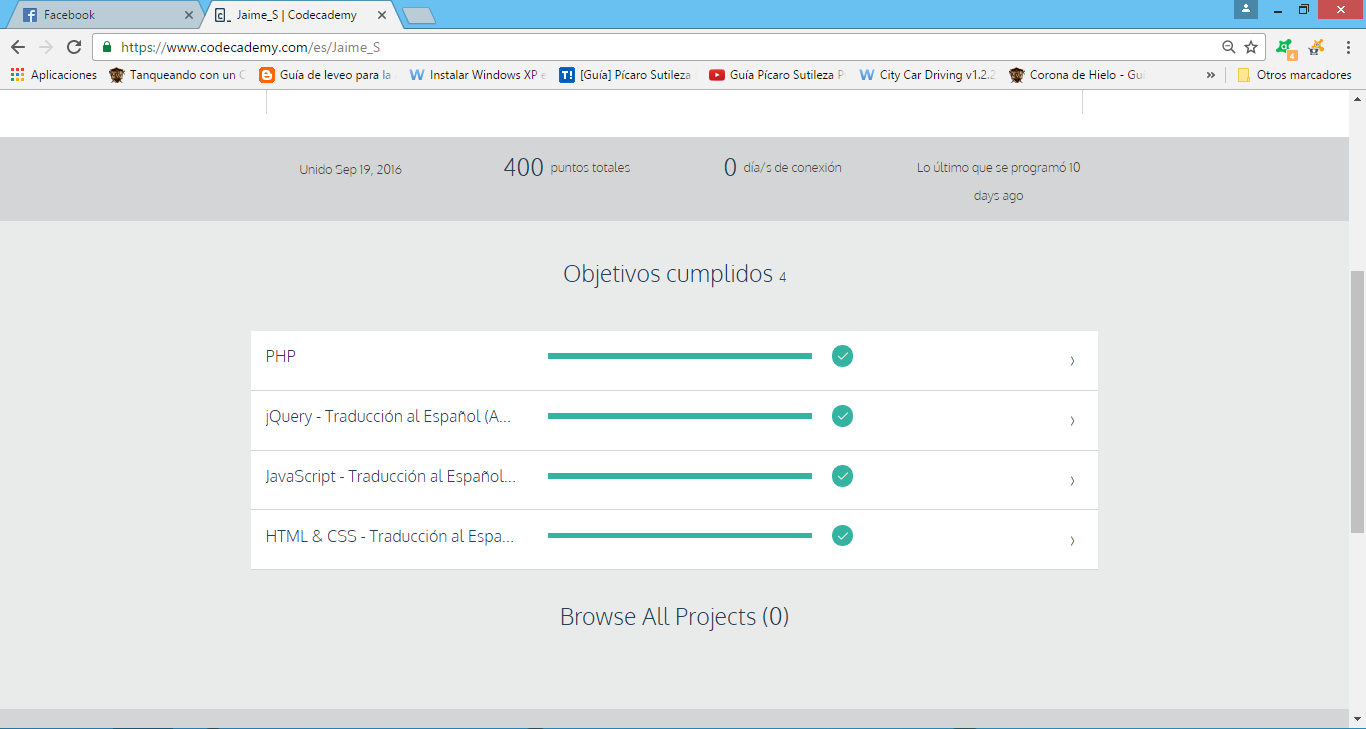 Facebook
Jaime_S | Codecademy
https://www.codecademy.com/es/Jaime_S
Aplicaciones
Tanqueando con un C
Guía de leveo para la
Instalar Windows XP e
[Guía] Pícaro Sutileza
Guía Pícaro Sutileza P
City Car Driving v1.2.2
Corona de Hielo - Guí
»
Otros marcadores
Unido Sep 19, 2016
400 puntos totales
0 día/s de conexión
Lo último que se programó 10
days ago
Objetivos cumplidos 4
PHP
jQuery - Traducción al Español (A...
JavaScript - Traducción al Español...
HTML & CSS - Traducción al Espa...
Browse All Projects (0)